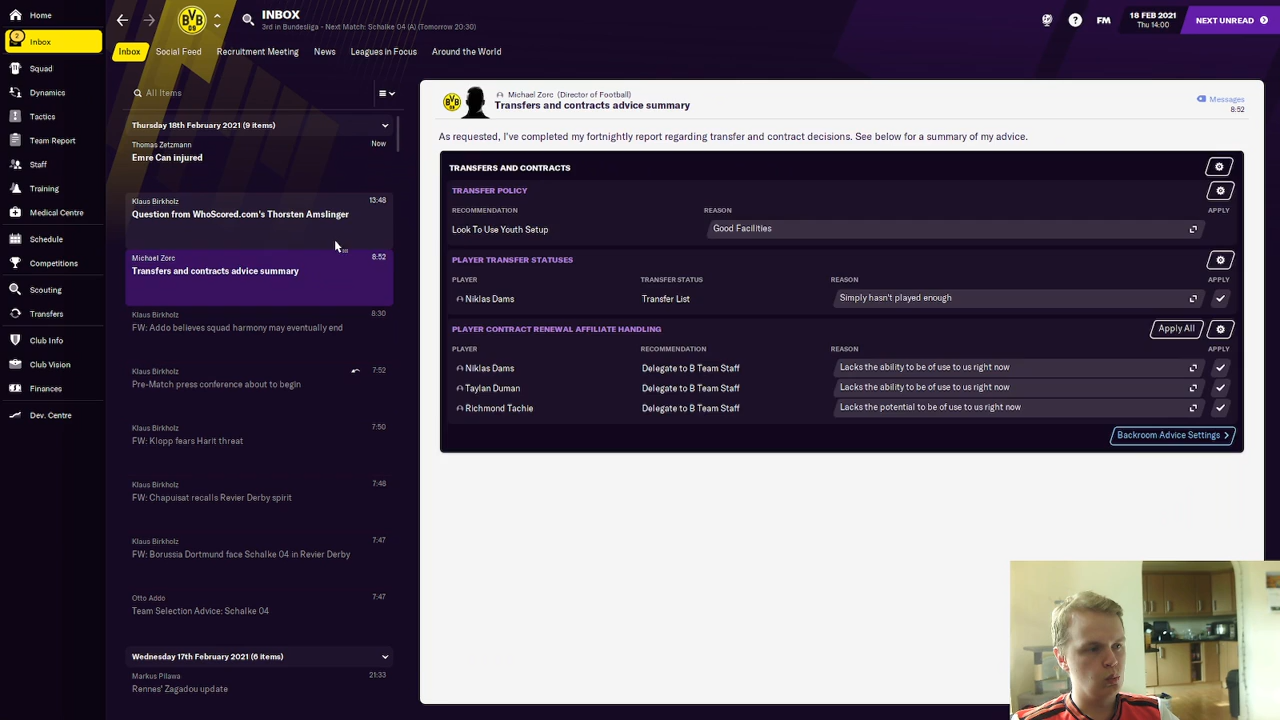 Home
INBOX
3rd in Bundesliga - Next Match: Schalke 04 (A) (Tomorrow 20:30)
FM
18 FEB 2021
Thu 14:00
NEXT UNREAD
2
Inbox
Inbox
Social Feed
Recruitment Meeting
News
Leagues in Focus
Around the World
Squad
Dynamics
Tactics
Team Report
Staff
Training
Medical Centre
Schedule
Competitions
Scouting
Transfers
Club Info
Club Vision
Finances
Dev. Centre
All Items
Thursday 18th February 2021 (9 items)
Thomas Zetzmann
Now
Emre Can injured
Klaus Birkholz
13:48
Question from WhoScored.com's Thorsten Amslinger
Michael Zorc
8:52
Transfers and contracts advice summary
Klaus Birkholz
8:30
FW: Addo believes squad harmony may eventually end
Klaus Birkholz
7:52
Pre-Match press conference about to begin
Klaus Birkholz
7:50
FW: Klopp fears Harit threat
Klaus Birkholz
7:48
FW: Chapuisat recalls Revier Derby spirit
Klaus Birkholz
7:47
FW: Borussia Dortmund face Schalke 04 in Revier Derby
Otto Addo
7:47
Team Selection Advice: Schalke 04
Wednesday 17th February 2021 (6 items)
Markus Pilawa
21:33
Rennes' Zagadou update
BVB
09
Michael Zorc (Director of Football)
Transfers and contracts advice summary
Messages
8:52
As requested, I've completed my fortnightly report regarding transfer and contract decisions. See below for a summary of my advice.
TRANSFERS AND CONTRACTS
TRANSFER POLICY
RECOMMENDATION REASON APPLY
Look To Use Youth Setup Good Facilities
PLAYER TRANSFER STATUSES
PLAYER TRANSFER STATUS REASON APPLY
Niklas Dams Transfer List Simply hasn't played enough
PLAYER CONTRACT RENEWAL AFFILIATE HANDLING Apply All
PLAYER RECOMMENDATION REASON APPLY
Niklas Dams Delegate to B Team Staff Lacks the ability to be of use to us right now
Taylan Duman Delegate to B Team Staff Lacks the ability to be of use to us right now
Richmond Tachie Delegate to B Team Staff Lacks the potential to be of use to us right now
Backroom Advice Settings